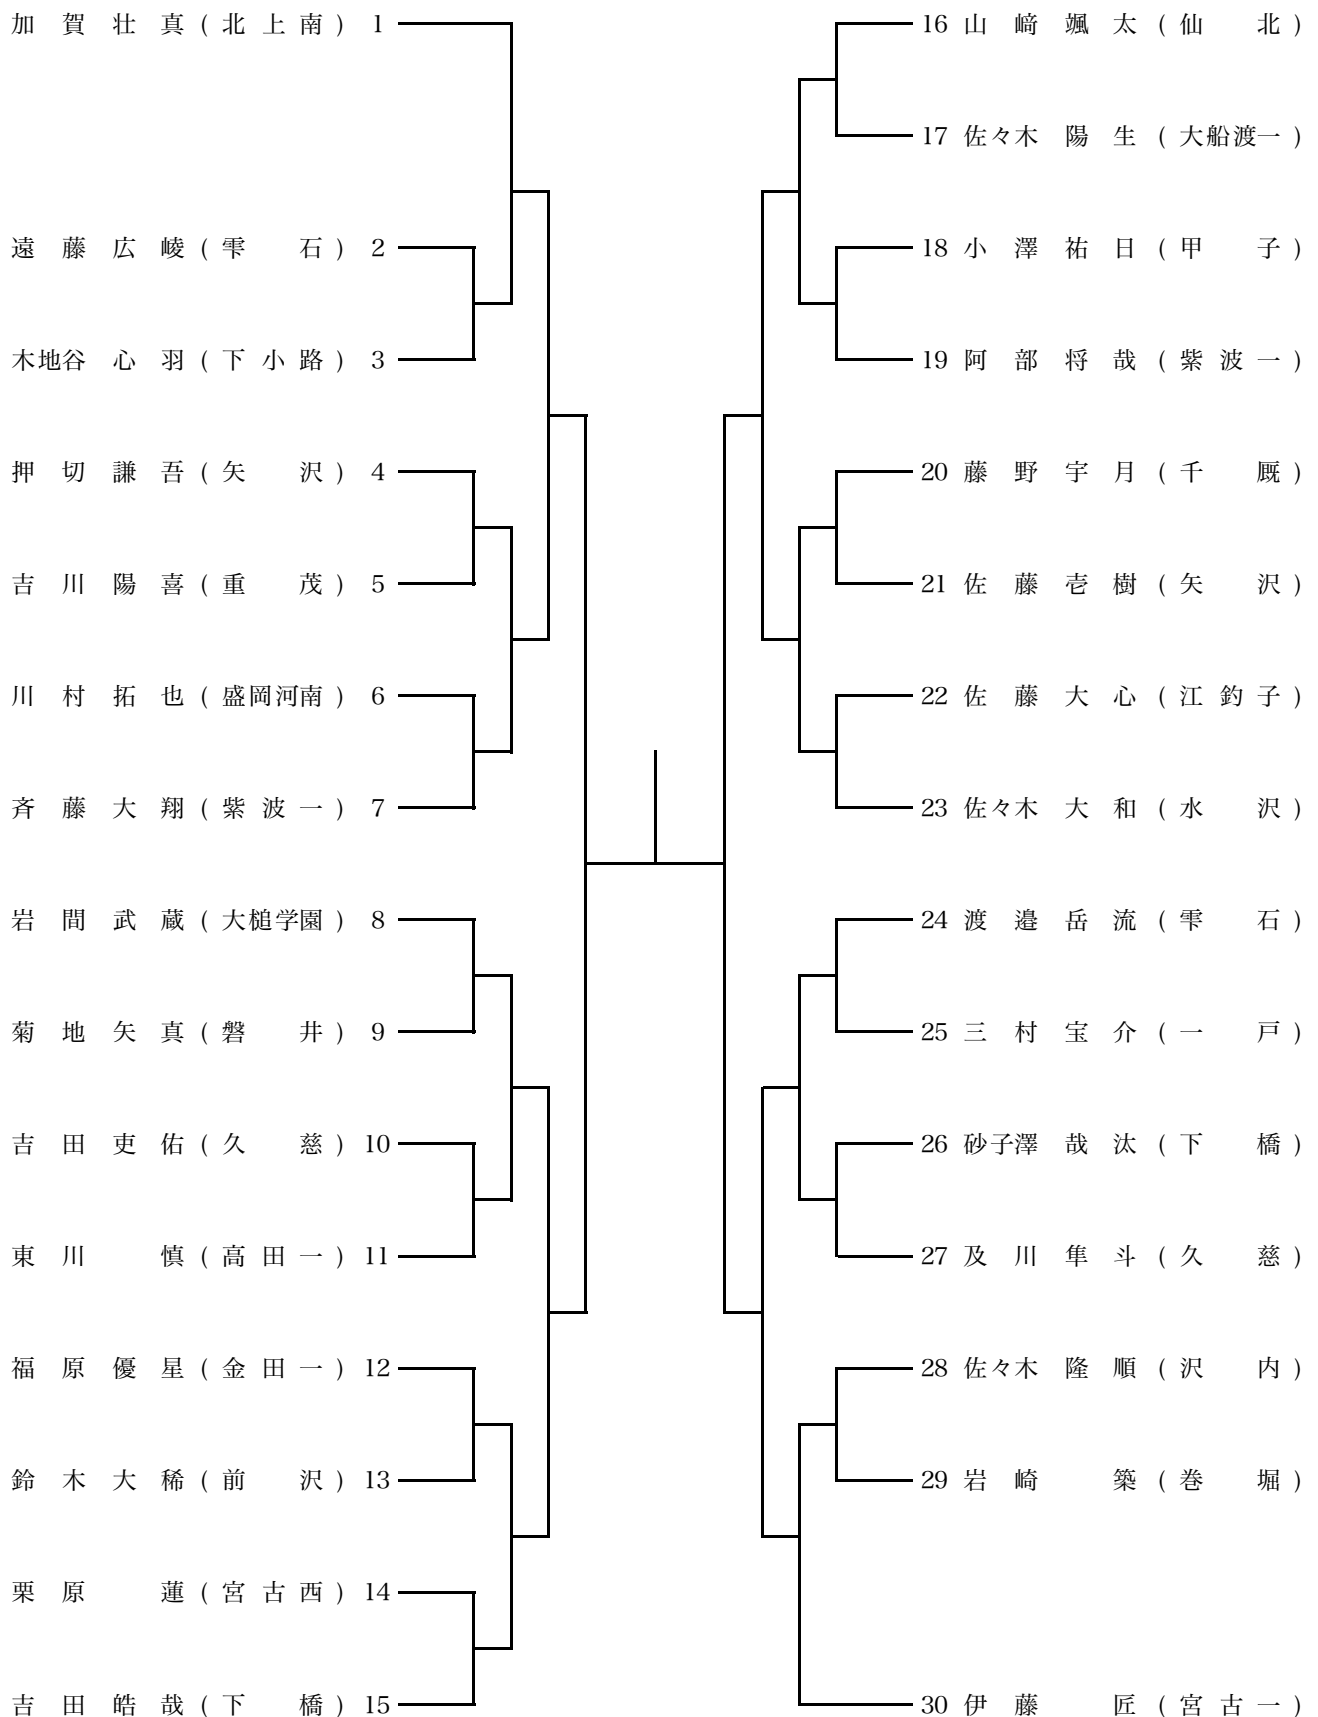 加賀壮真(北上南) 1
遠藤広崚(雫石) 2
木地谷心羽(下小路) 3
押切謙吾(矢沢) 4
吉川陽喜(重茂) 5
川村拓也(盛岡河南) 6
斉藤大翔(紫波一) 7
岩間武蔵(大槌学園) 8
菊地矢真(磐井) 9
吉田吏佑(久慈) 10
東川慎(高田一) 11
福原優星(金田一) 12
鈴木大稀(前沢) 13
栗原蓮(宮古西) 14
吉田皓哉(下橋) 15
16 山﨑颯太(仙北)
17 佐々木陽生(大船渡一)
18 小澤祐日(甲子)
19 阿部将哉(紫波一)
20 藤野宇月(千厩)
21 佐藤壱樹(矢沢)
22 佐藤大心(江釣子)
23 佐々木大和(水沢)
24 渡邉岳流(雫石)
25 三村宝介(一戸)
26 砂子澤哉汰(下橋)
27 及川隼斗(久慈)
28 佐々木隆順(沢内)
29 岩崎築(巻堀)
30 伊藤匠(宮古一)